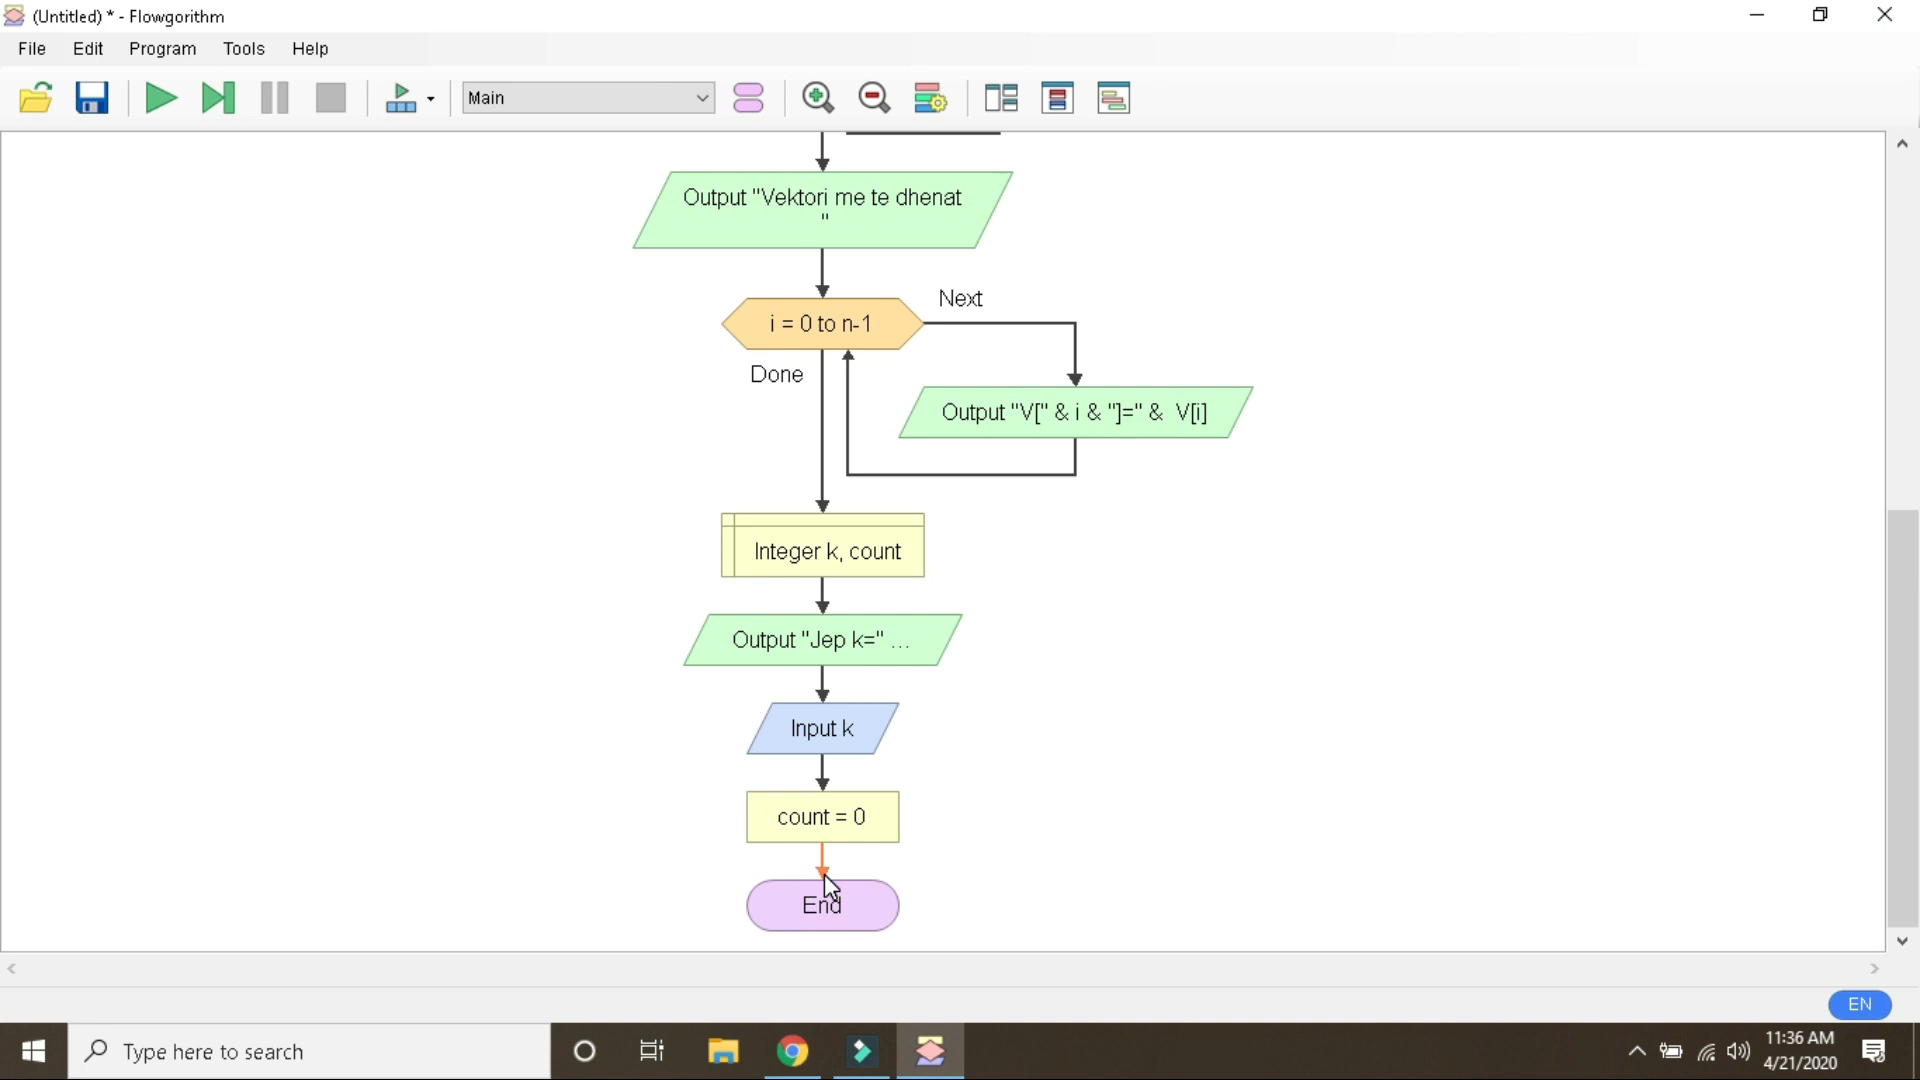 (Untitled) * - Flowgorithm
File Edit Program Tools Help
Main
Output "Vektori me te dhenat
"
Next
i = 0 to n-1
Done
Output "V[" & i & "]=" &  V[i]
Integer k, count
Output "Jep k=" ...
Input k
count = 0
End
EN
Type here to search
11:36 AM
4/21/2020